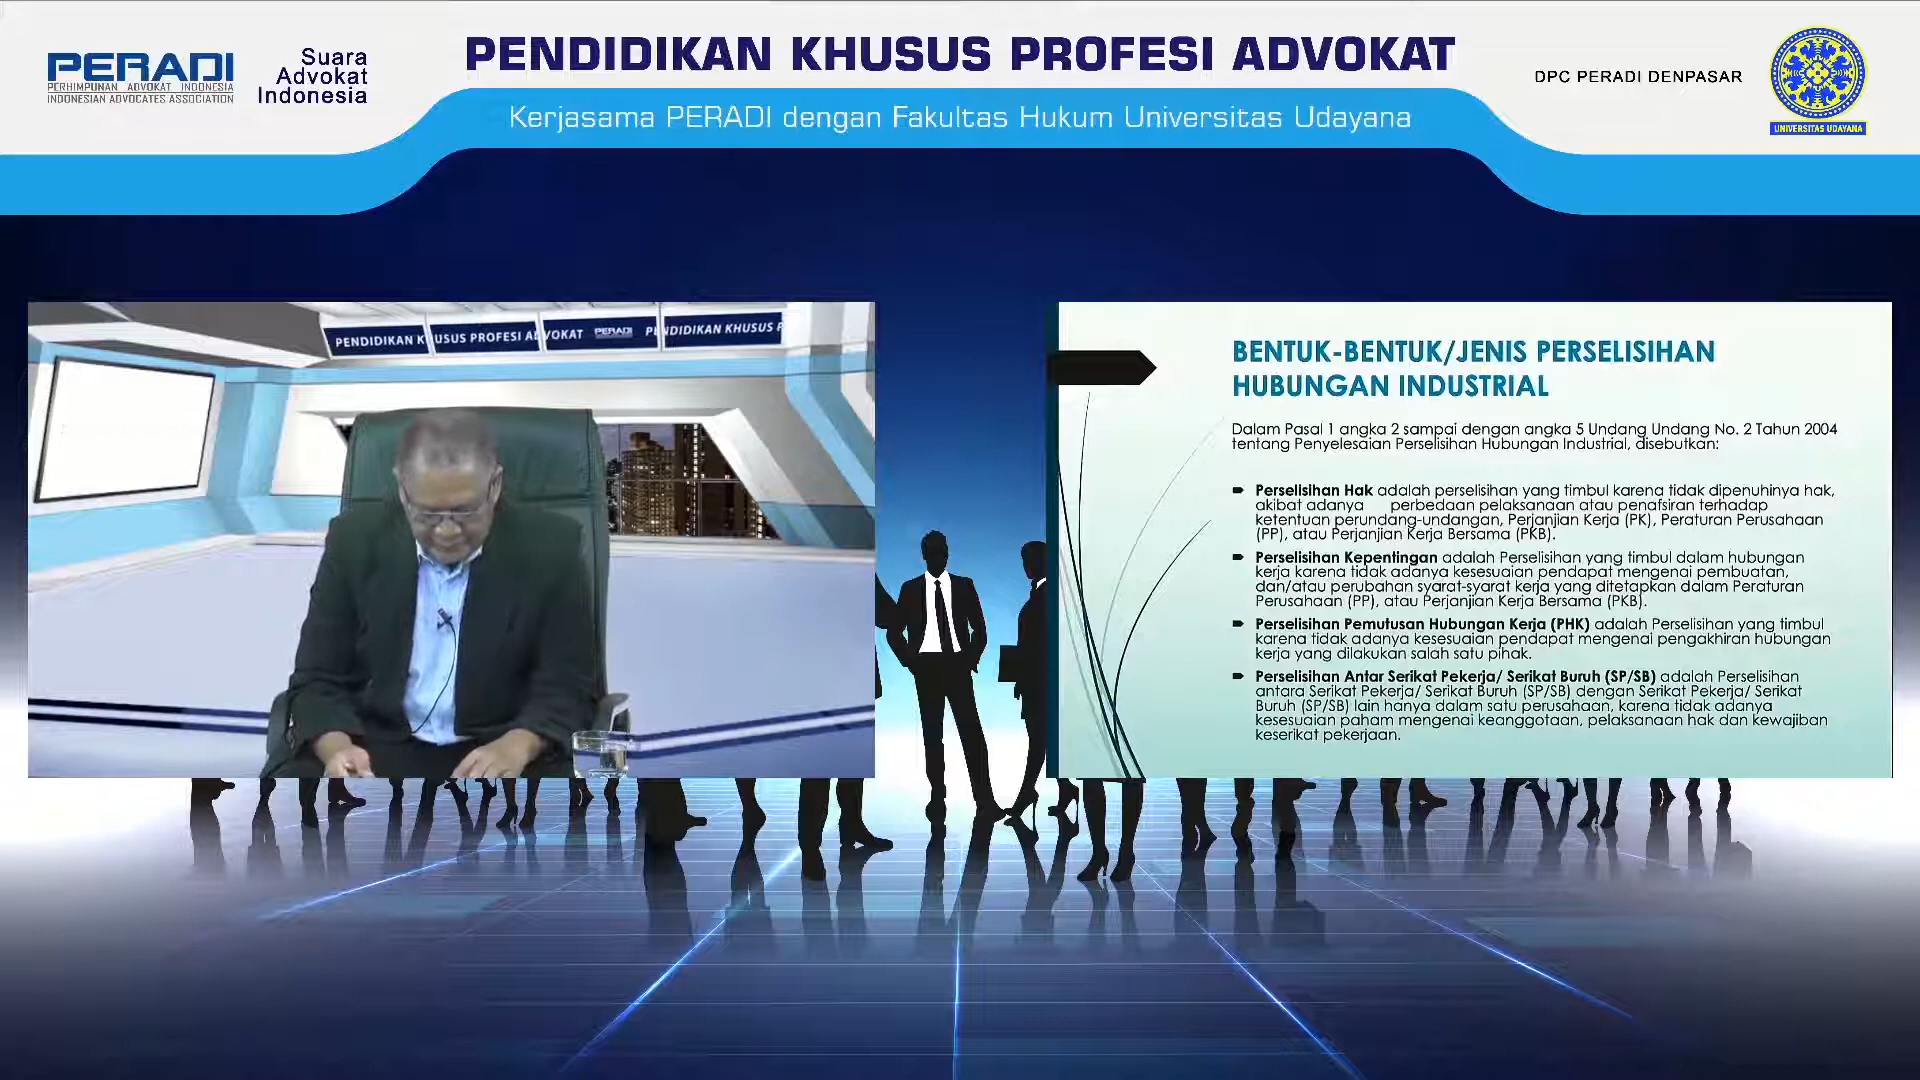 PERADI
PERHIMPUNAN ADVOKAT INDONESIA
INDONESIAN ADVOCATES ASSOCIATION
Suara
Advokat
Indonesia
PENDIDIKAN KHUSUS PROFESI ADVOKAT
Kerjasama PERADI dengan Fakultas Hukum Universitas Udayana
DPC PERADI DENPASAR
UNIVERSITAS UDAYANA
PENDIDIKAN KHUSUS PROFESI ADVOKAT PERADI PENDIDIKAN KHUSUS P
BENTUK-BENTUK/JENIS PERSELISIHAN
HUBUNGAN INDUSTRIAL
Dalam Pasal 1 angka 2 sampai dengan angka 5 Undang Undang No. 2 Tahun 2004
tentang Penyelesaian Perselisihan Hubungan Industrial, disebutkan:
Perselisihan Hak adalah perselisihan yang timbul karena tidak dipenuhinya hak,
akibat adanya perbedaan pelaksanaan atau penafsiran terhadap
ketentuan perundang-undangan, Perjanjian Kerja (PK), Peraturan Perusahaan
(PP), atau Perjanjian Kerja Bersama (PKB).
Perselisihan Kepentingan adalah Perselisihan yang timbul dalam hubungan
kerja karena tidak adanya kesesuaian pendapat mengenai pembuatan,
dan/atau perubahan syarat-syarat kerja yang ditetapkan dalam Peraturan
Perusahaan (PP), atau Perjanjian Kerja Bersama (PKB).
Perselisihan Pemutusan Hubungan Kerja (PHK) adalah Perselisihan yang timbul
karena tidak adanya kesesuaian pendapat mengenai pengakhiran hubungan
kerja yang dilakukan salah satu pihak.
Perselisihan Antar Serikat Pekerja/ Serikat Buruh (SP/SB) adalah Perselisihan
antara Serikat Pekerja/ Serikat Buruh (SP/SB) dengan Serikat Pekerja/ Serikat
Buruh (SP/SB) lain hanya dalam satu perusahaan, karena tidak adanya
kesesuaian paham mengenai keanggotaan, pelaksanaan hak dan kewajiban
keserikat pekerjaan.